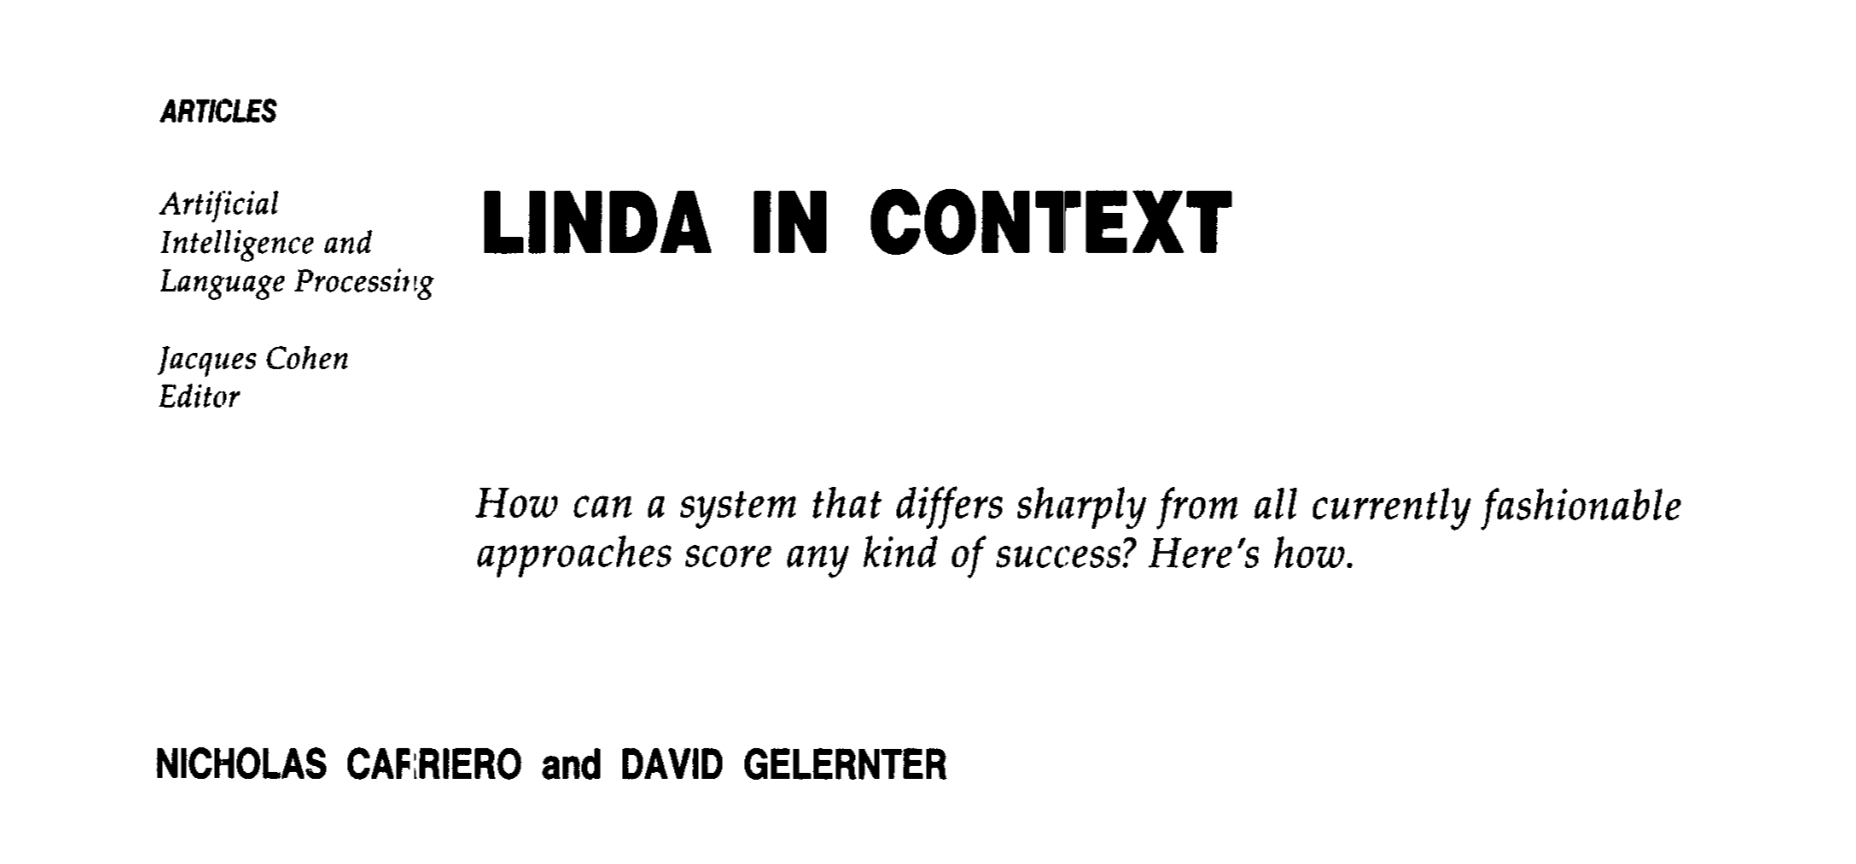 ARTICLES
Artificial
Intelligence and
Language Processing
Jacques Cohen
Editor
LINDA IN CONTEXT
How can a system that differs sharply from all currently fashionable
approaches score any kind of success? Here's how.
NICHOLAS CARRIERO and DAVID GELERNTER